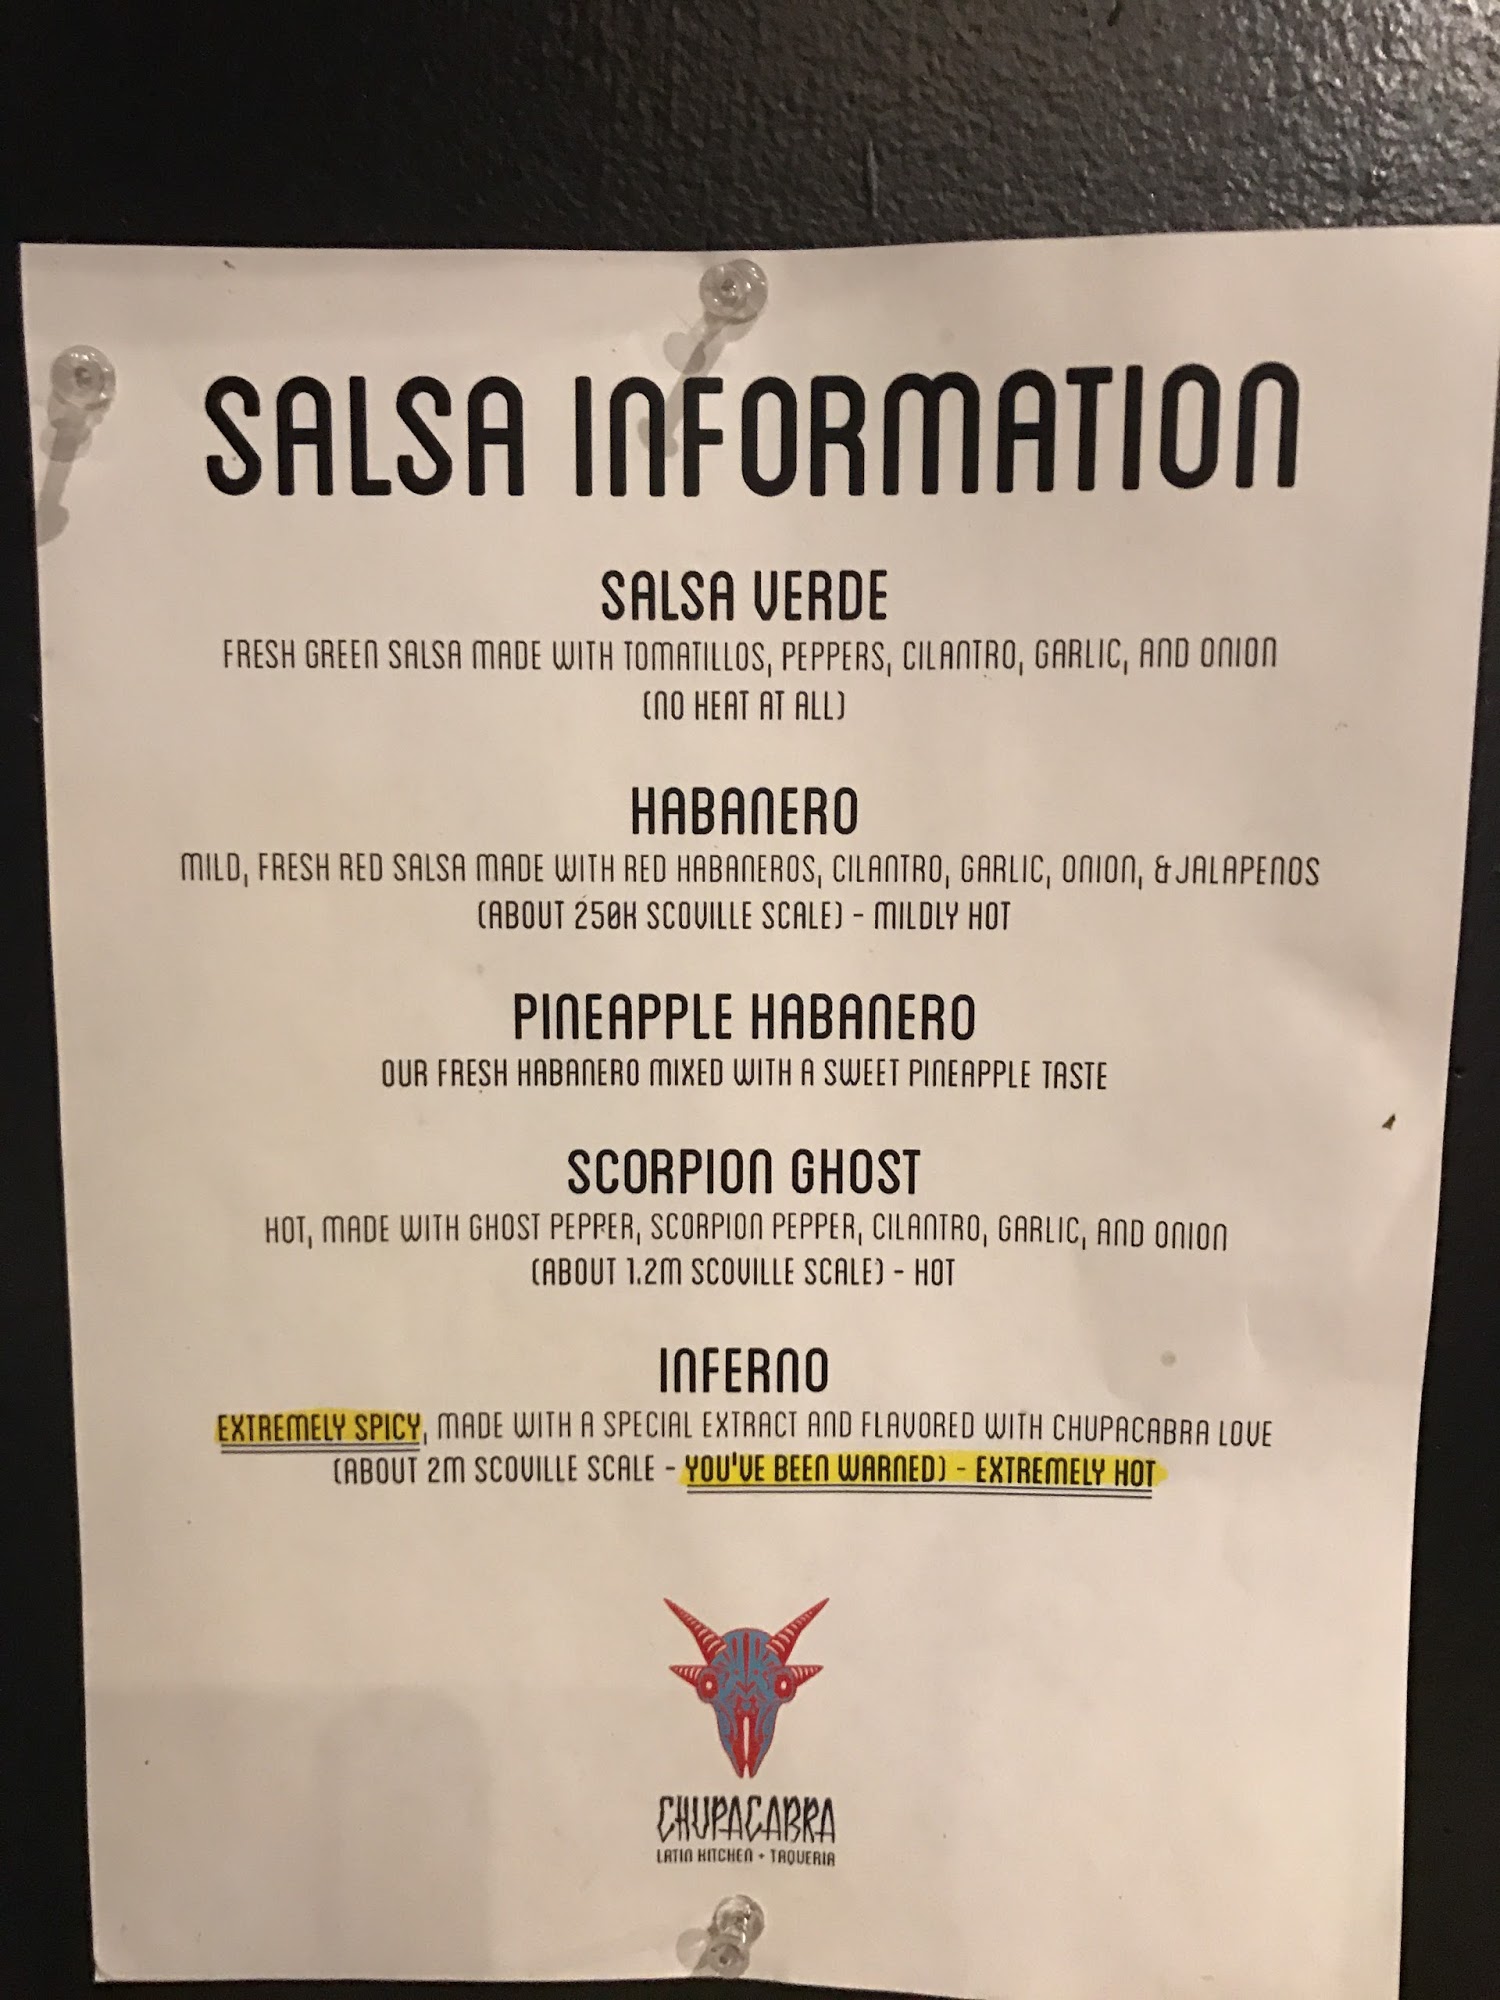 SALSA INFORMATION
SALSA VERDE
FRESH GREEN SALSA MADE WITH TOMATILLOS, PEPPERS, CILANTRO, GARLIC, AND ONION
(NO HEAT AT ALL)
HABANERO
MILD, FRESH RED SALSA MADE WITH RED HABANEROS, CILANTRO, GARLIC, ONION, & JALAPENOS
(ABOUT 250K SCOVILLE SCALE) - MILDLY HOT
PINEAPPLE HABANERO
OUR FRESH HABANERO MIXED WITH A SWEET PINEAPPLE TASTE
SCORPION GHOST
HOT, MADE WITH GHOST PEPPER, SCORPION PEPPER, CILANTRO, GARLIC, AND ONION
(ABOUT 1.2M SCOVILLE SCALE) - HOT
INFERNO
EXTREMELY SPICY, MADE WITH A SPECIAL EXTRACT AND FLAVORED WITH CHUPACABRA LOVE
(ABOUT 2M SCOVILLE SCALE - YOU'VE BEEN WARNED) - EXTREMELY HOT
CHUPACABRA
LATIN KITCHEN + TAQUERIA